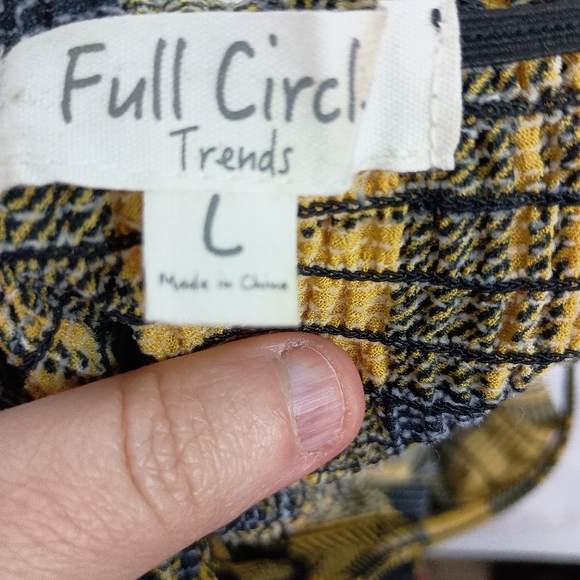 Full Circl
Trends
L
Made in China